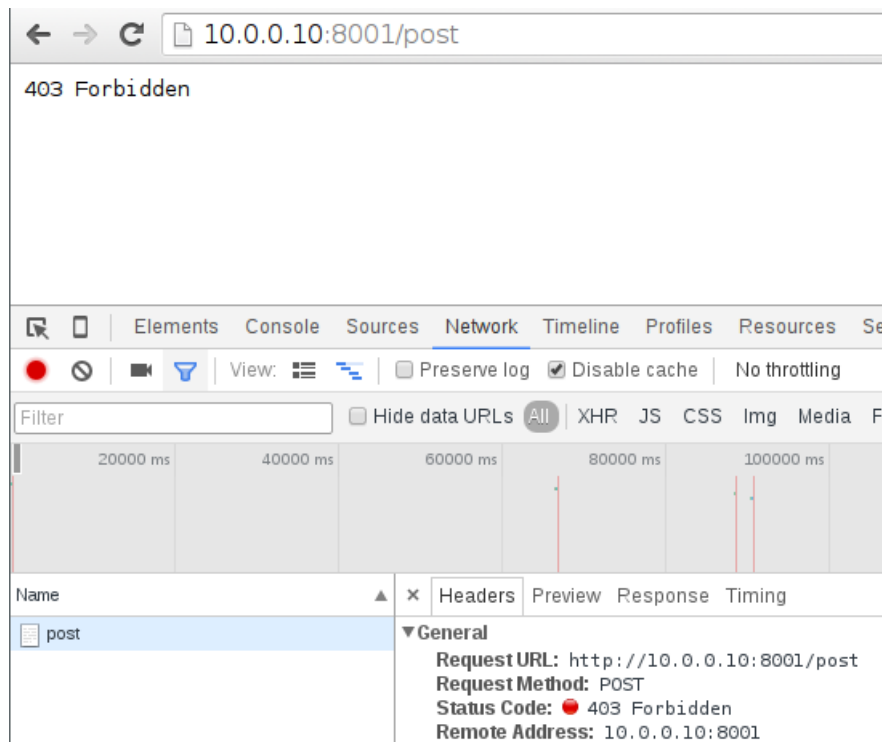 10.0.0.10:8001/post
403 Forbidden
Elements Console Sources Network Timeline Profiles Resources Se
View: Preserve log Disable cache No throttling
Filter Hide data URLs All XHR JS CSS Img Media F
20000 ms 40000 ms 60000 ms 80000 ms 100000 ms
Name Headers Preview Response Timing
post General
Request URL: http://10.0.0.10:8001/post
Request Method: POST
Status Code: 403 Forbidden
Remote Address: 10.0.0.10:8001